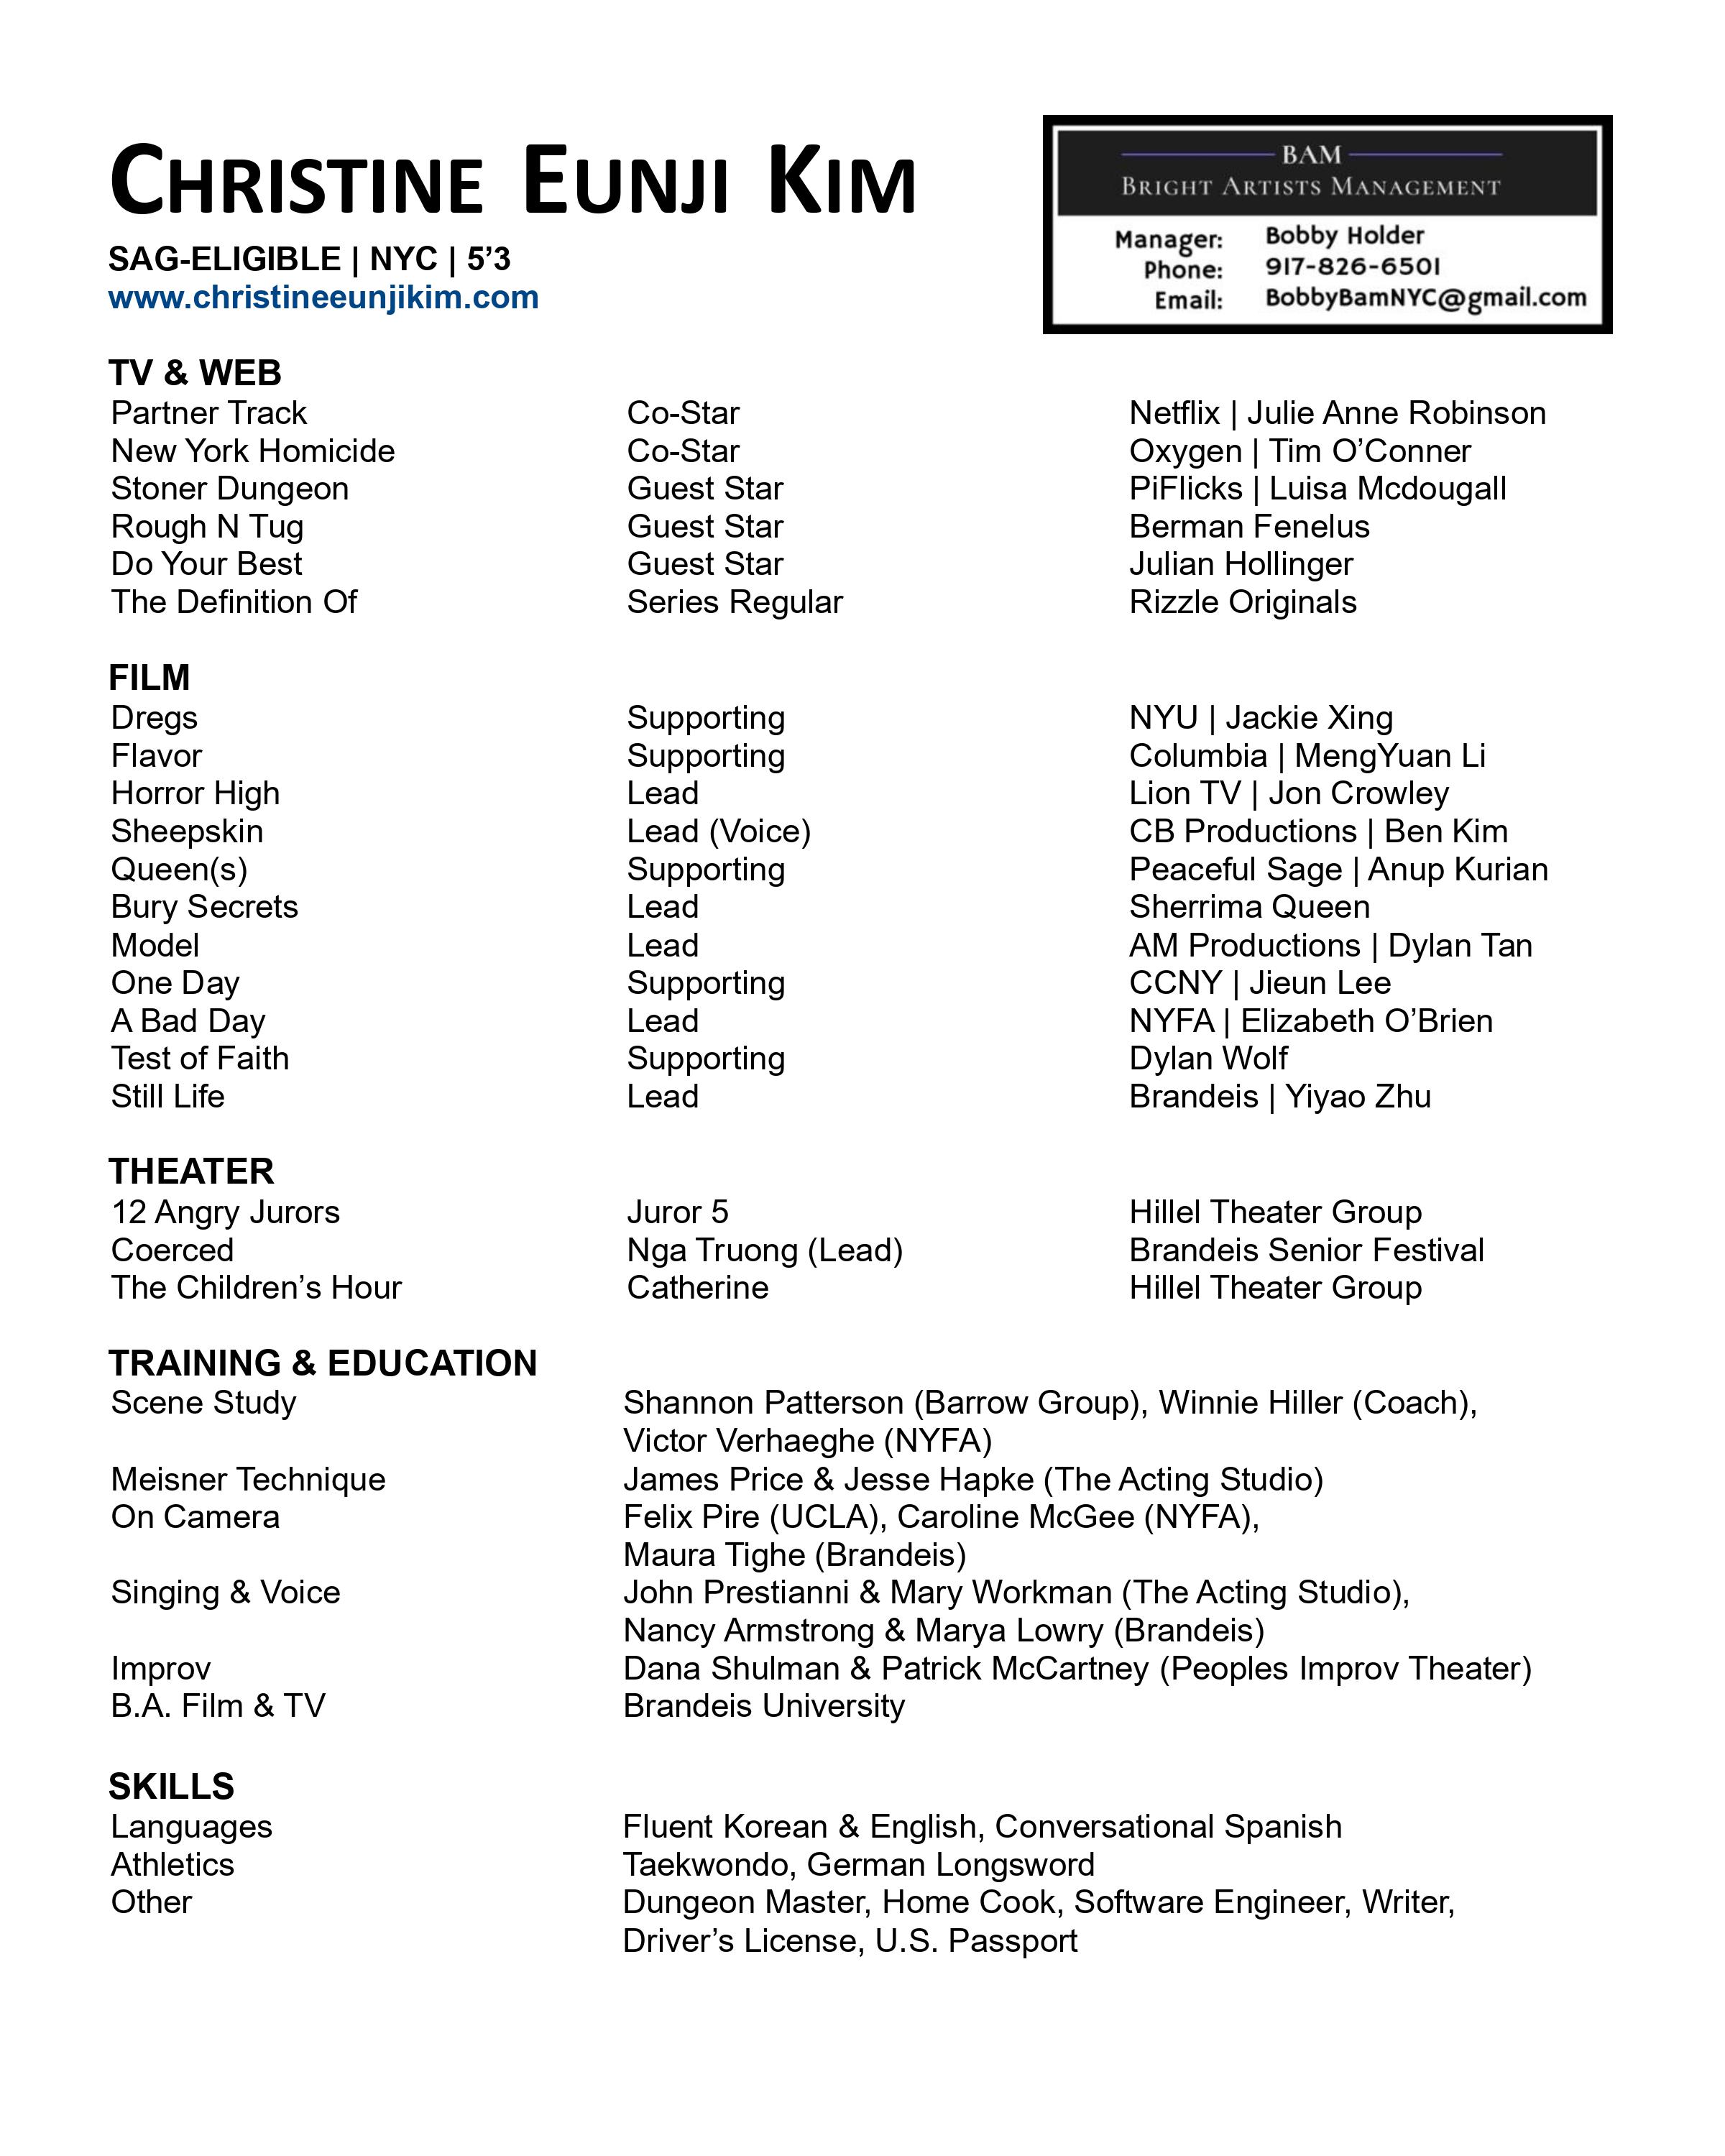 CHRISTINE EUNJI KIM
SAG-ELIGIBLE | NYC | 5’3
www.christineeunjikim.com
BAM
BRIGHT ARTISTS MANAGEMENT
Manager: Bobby Holder
Phone: 917-826-6501
Email: BobbyBamNYC@gmail.com
TV & WEB
Partner Track Co-Star Netflix | Julie Anne Robinson
New York Homicide Co-Star Oxygen | Tim O’Conner
Stoner Dungeon Guest Star PiFlicks | Luisa Mcdougall
Rough N Tug Guest Star Berman Fenelus
Do Your Best Guest Star Julian Hollinger
The Definition Of Series Regular Rizzle Originals
FILM
Dregs Supporting NYU | Jackie Xing
Flavor Supporting Columbia | MengYuan Li
Horror High Lead Lion TV | Jon Crowley
Sheepskin Lead (Voice) CB Productions | Ben Kim
Queen(s) Supporting Peaceful Sage | Anup Kurian
Bury Secrets Lead Sherrima Queen
Model Lead AM Productions | Dylan Tan
One Day Supporting CCNY | Jieun Lee
A Bad Day Lead NYFA | Elizabeth O’Brien
Test of Faith Supporting Dylan Wolf
Still Life Lead Brandeis | Yiyao Zhu
THEATER
12 Angry Jurors Juror 5 Hillel Theater Group
Coerced Nga Truong (Lead) Brandeis Senior Festival
The Children’s Hour Catherine Hillel Theater Group
TRAINING & EDUCATION
Scene Study Shannon Patterson (Barrow Group), Winnie Hiller (Coach),
Victor Verhaeghe (NYFA)
Meisner Technique James Price & Jesse Hapke (The Acting Studio)
On Camera Felix Pire (UCLA), Caroline McGee (NYFA),
Maura Tighe (Brandeis)
Singing & Voice John Prestianni & Mary Workman (The Acting Studio),
Nancy Armstrong & Marya Lowry (Brandeis)
Improv Dana Shulman & Patrick McCartney (Peoples Improv Theater)
B.A. Film & TV Brandeis University
SKILLS
Languages Fluent Korean & English, Conversational Spanish
Athletics Taekwondo, German Longsword
Other Dungeon Master, Home Cook, Software Engineer, Writer,
Driver’s License, U.S. Passport